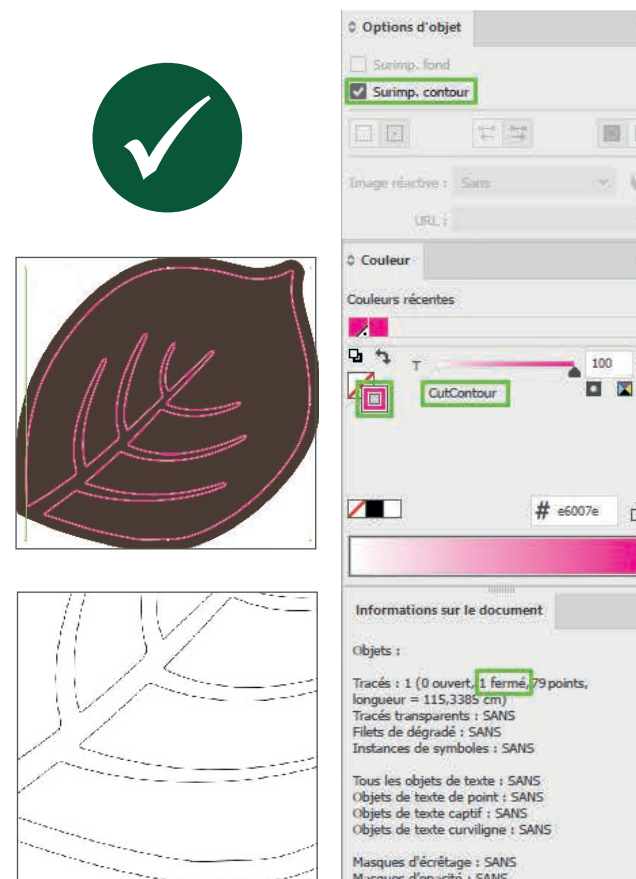 Options d'objet
Surimp. fond
Surimp. contour
Image réactive : Sans
URL :
Couleur
Couleurs récentes
T
100
CutContour
# e6007e
Informations sur le document
Objets :
Tracés : 1 (0 ouvert, 1 fermé, 79 points,
longueur = 115,3385 cm)
Tracés transparents : SANS
Filets de dégradé : SANS
Instances de symboles : SANS
Tous les objets de texte : SANS
Objets de texte de point : SANS
Objets de texte captif : SANS
Objets de texte curviligne : SANS
Masques d'écrêtage : SANS
Masques d'opacité : SANS